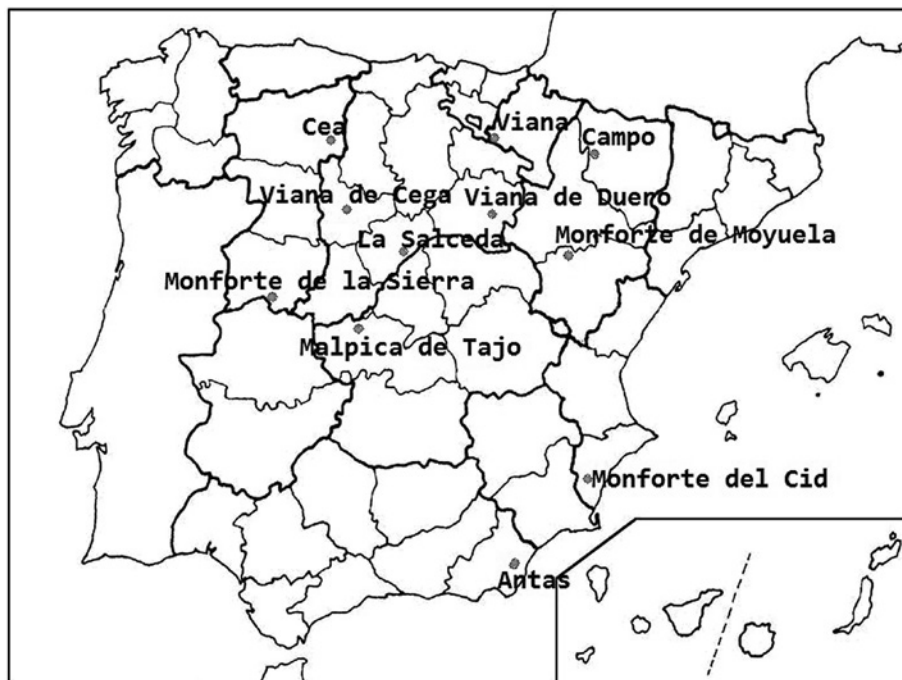 Cea
Viana
Campo
Viana de Cega
Viana de Duero
La Salceda
Monforte de Moyuela
Monforte de la Sierra
Malpica de Tajo
Monforte del Cid
Antas